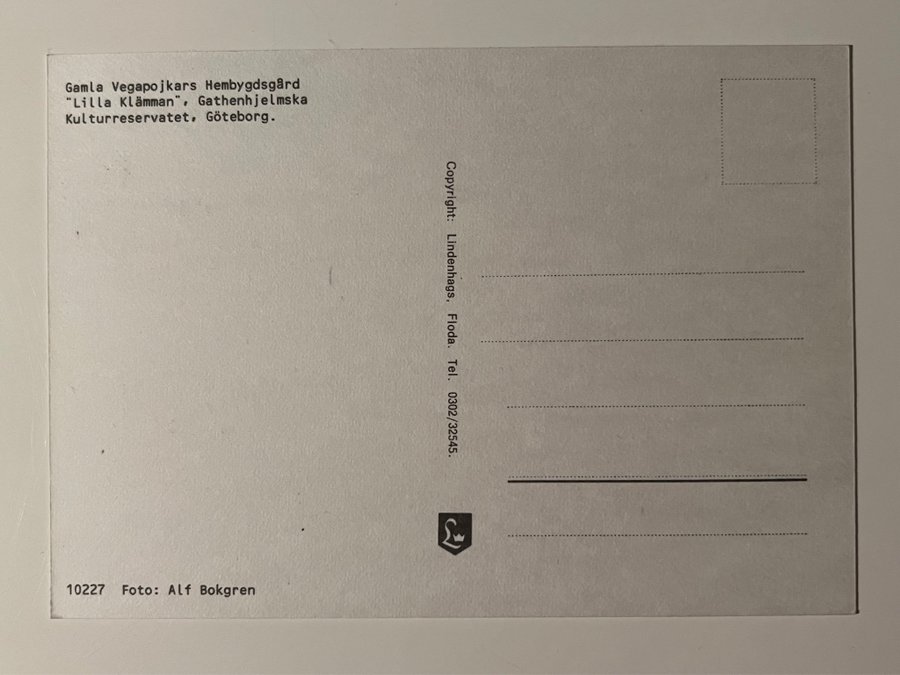 Gamla Vegapojkars Hembygdsgård
"Lilla Klämman", Gathenhjelmska
Kulturreservatet, Göteborg.
Copyright: Lindenhags, Floda. Tel. 0302/32545.
L
10227 Foto: Alf Bokgren